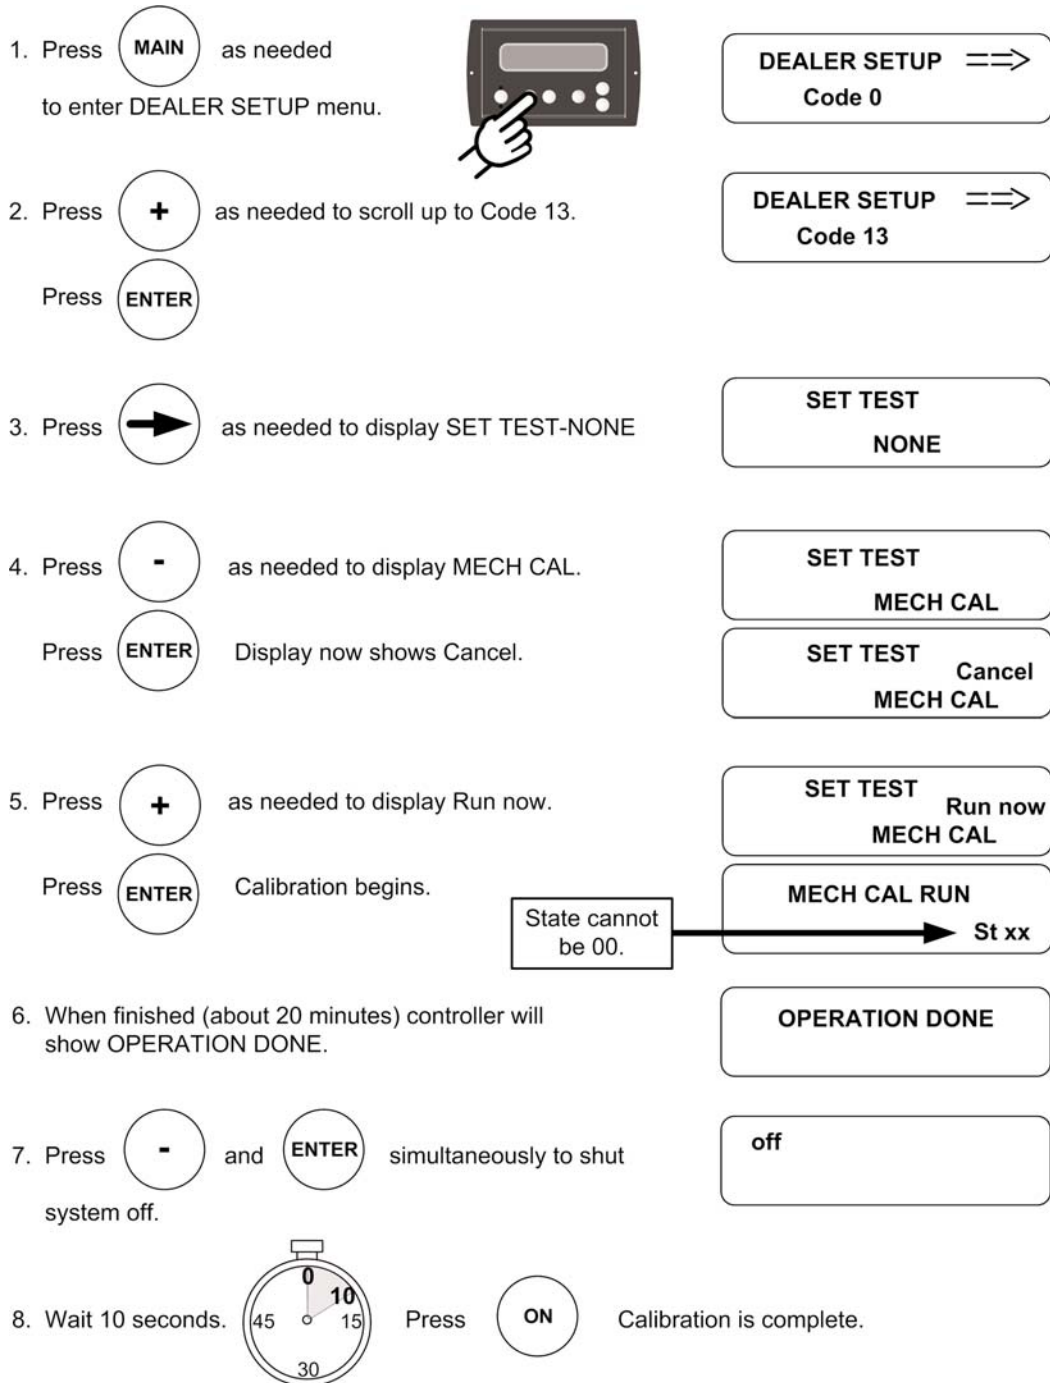 1. Press MAIN as needed
to enter DEALER SETUP menu.
DEALER SETUP ==>
Code 0
2. Press + as needed to scroll up to Code 13.
Press ENTER
DEALER SETUP ==>
Code 13
3. Press as needed to display SET TEST-NONE
SET TEST
NONE
4. Press - as needed to display MECH CAL.
Press ENTER Display now shows Cancel.
SET TEST
MECH CAL
SET TEST
Cancel
MECH CAL
5. Press + as needed to display Run now.
Press ENTER Calibration begins.
SET TEST
Run now
MECH CAL
State cannot
be 00.
MECH CAL RUN
St xx
6. When finished (about 20 minutes) controller will
show OPERATION DONE.
OPERATION DONE
7. Press - and ENTER simultaneously to shut
system off.
off
8. Wait 10 seconds. 0 10 15 30 45 Press ON Calibration is complete.